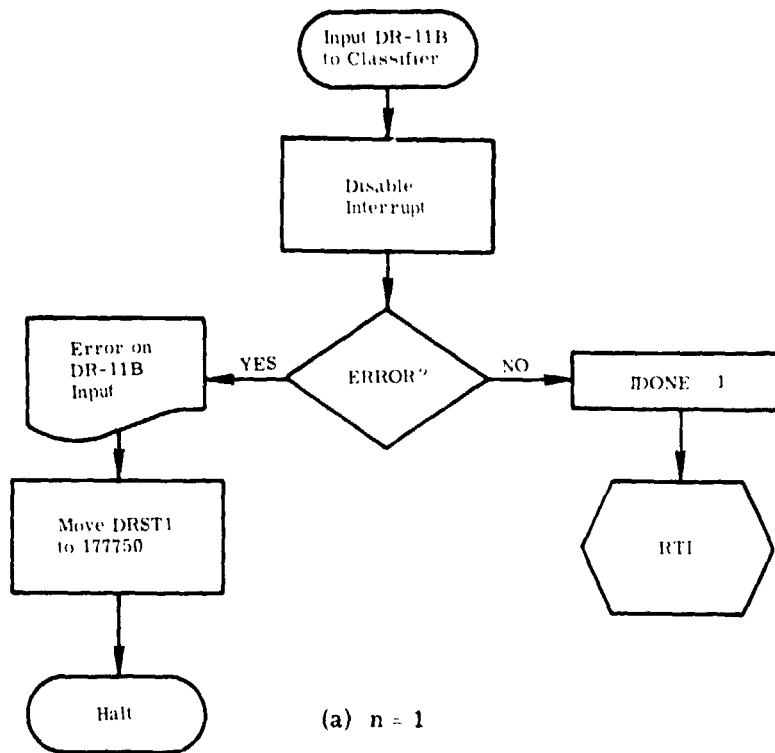 Input DR-11B
to Classifier
Disable
Interrupt
ERROR?
YES
NO
Error on
DR-11B
Input
IDONE 1
Move DRST1
to 177750
RTI
Halt
(a) n = 1